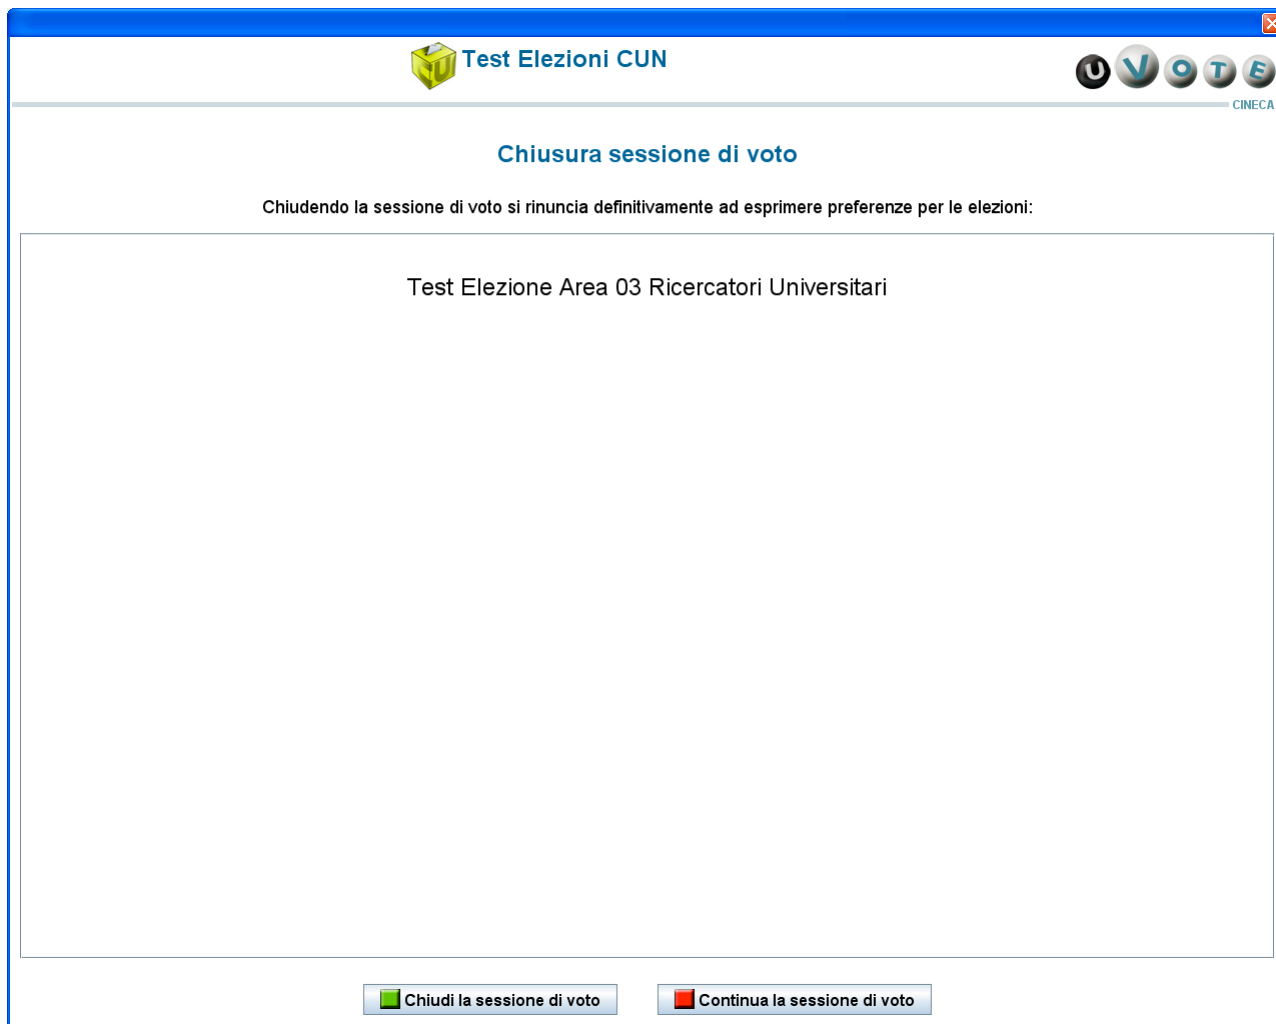 Test Elezioni CUN
U VOTE
CINECA
Chiusura sessione di voto
Chiudendo la sessione di voto si rinuncia definitivamente ad esprimere preferenze per le elezioni:
Test Elezione Area 03 Ricercatori Universitari
Chiudi la sessione di voto
Continua la sessione di voto